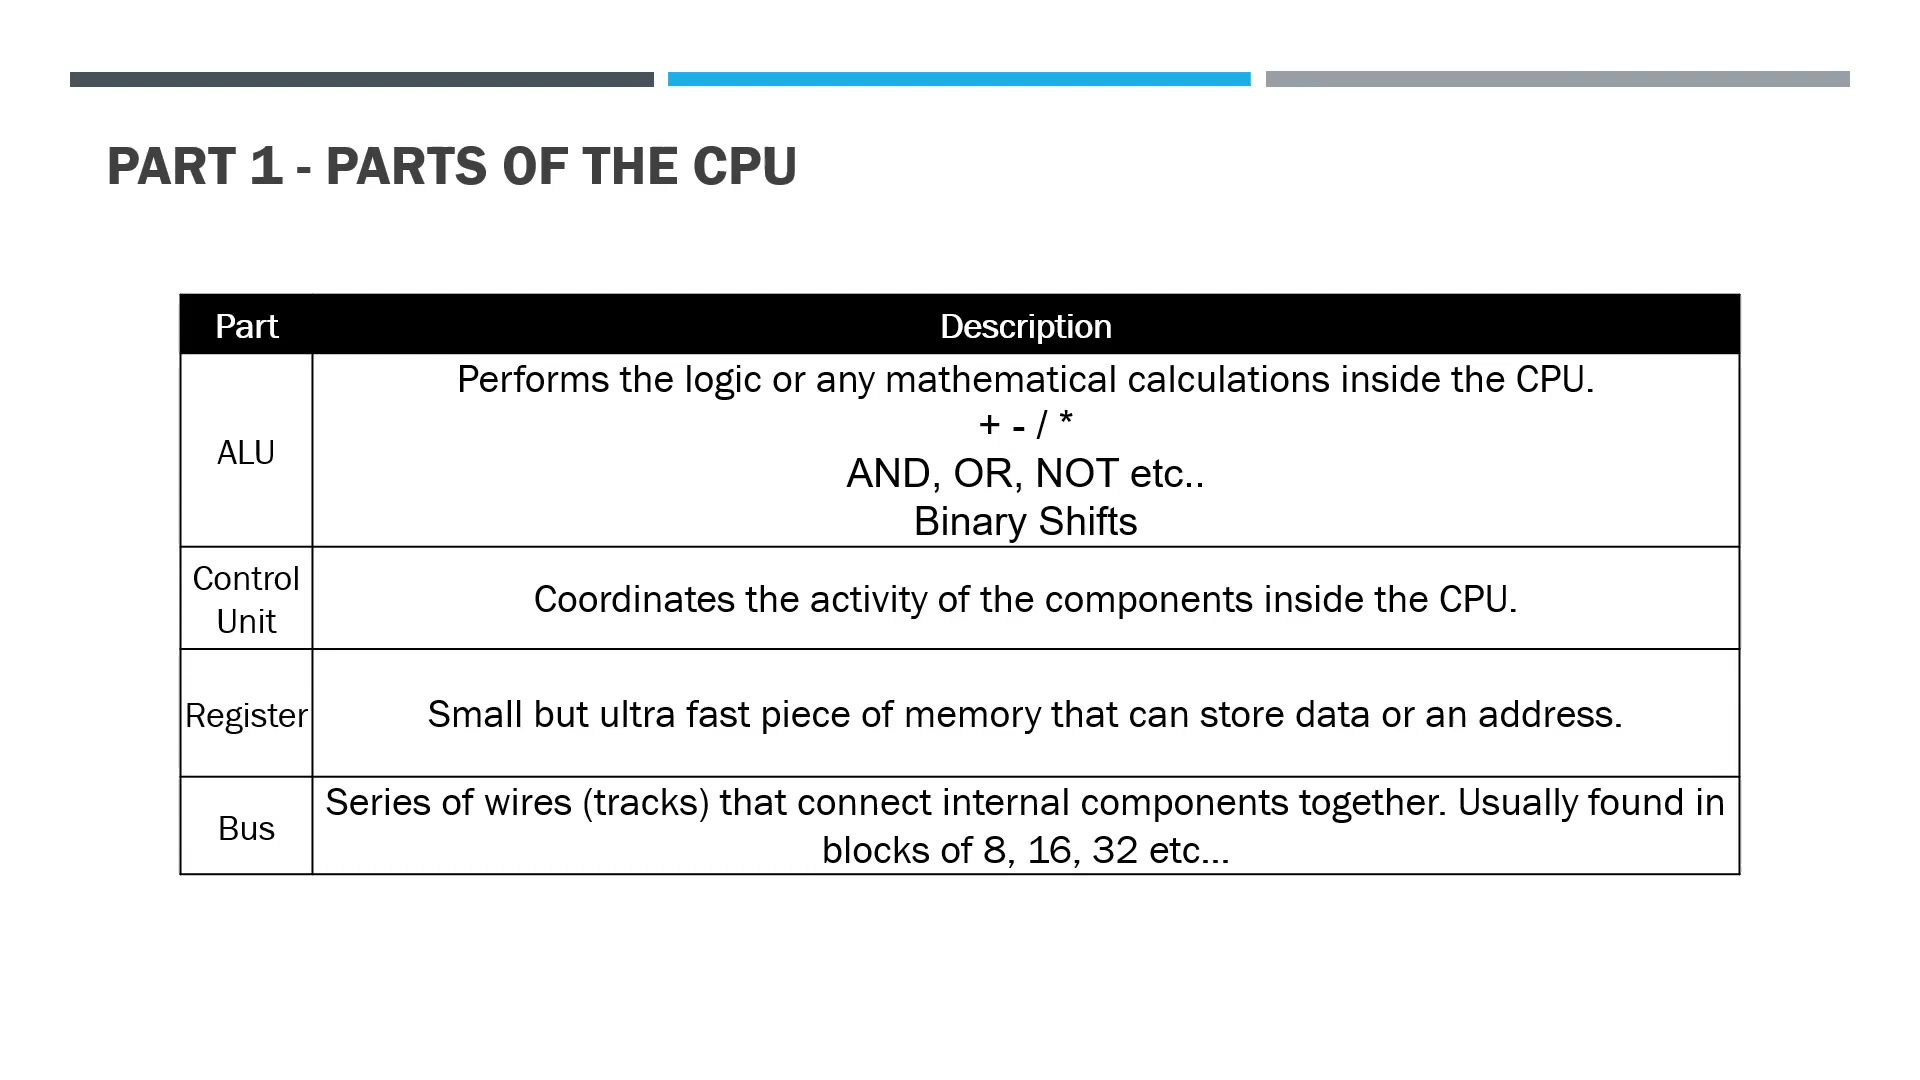 PART 1 - PARTS OF THE CPU
Part
Description
ALU
Performs the logic or any mathematical calculations inside the CPU.
+ - / *
AND, OR, NOT etc..
Binary Shifts
Control
Unit
Coordinates the activity of the components inside the CPU.
Register
Small but ultra fast piece of memory that can store data or an address.
Bus
Series of wires (tracks) that connect internal components together. Usually found in
blocks of 8, 16, 32 etc...